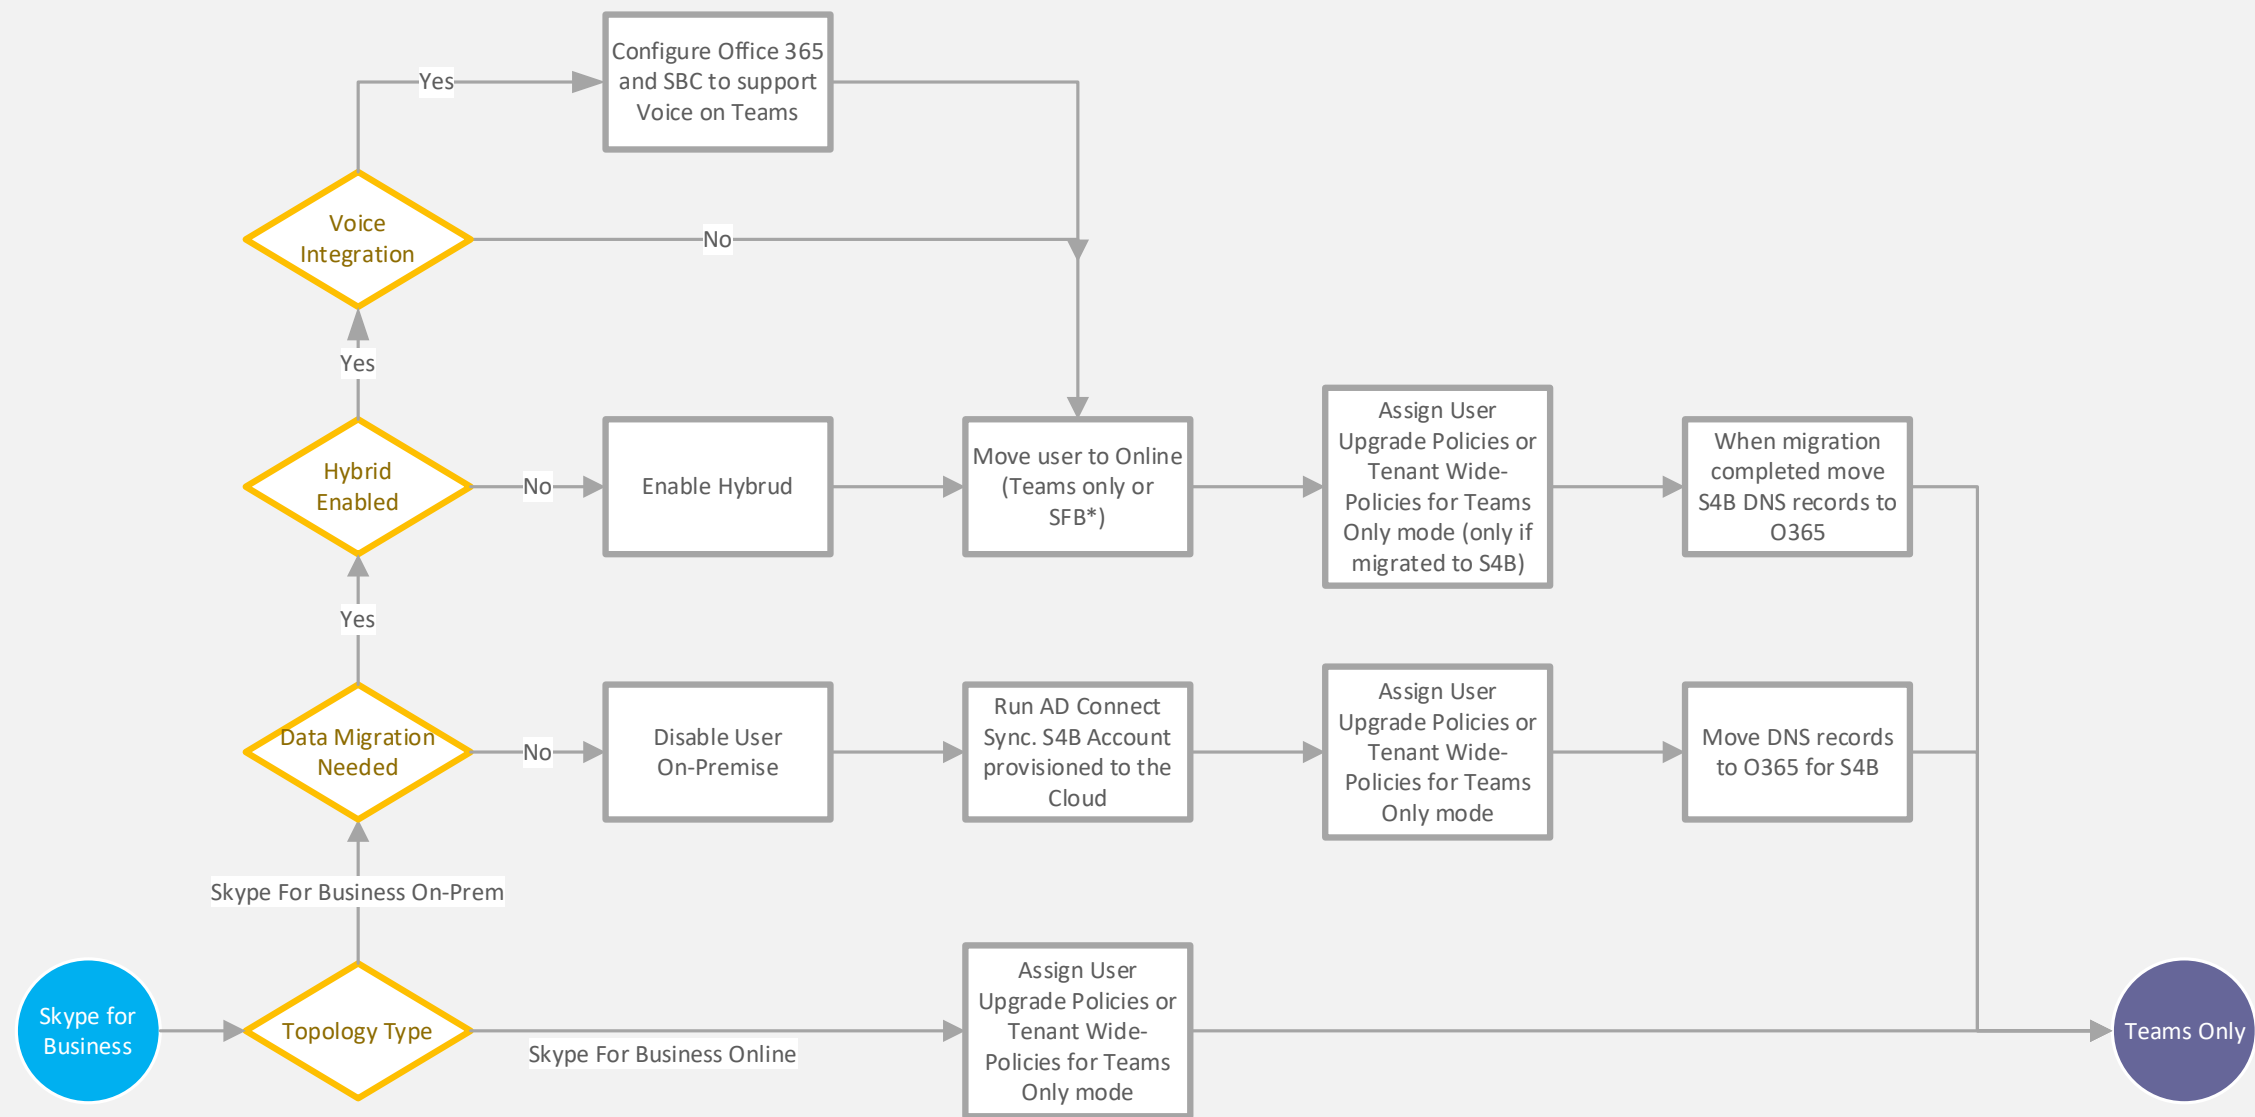 Configure Office 365
and SBC to support
Voice on Teams
Yes
Voice
Integration
No
Yes
Hybrid
Enabled
No
Enable Hybrud
Move user to Online
(Teams only or
SFB*)
Assign User
Upgrade Policies or
Tenant Wide-
Policies for Teams
Only mode (only if
migrated to S4B)
When migration
completed move
S4B DNS records to
O365
Yes
Data Migration
Needed
No
Disable User
On-Premise
Run AD Connect
Sync. S4B Account
provisioned to the
Cloud
Assign User
Upgrade Policies or
Tenant Wide-
Policies for Teams
Only mode
Move DNS records
to O365 for S4B
Skype For Business On-Prem
Skype for
Business
Topology Type
Skype For Business Online
Assign User
Upgrade Policies or
Tenant Wide-
Policies for Teams
Only mode
Teams Only